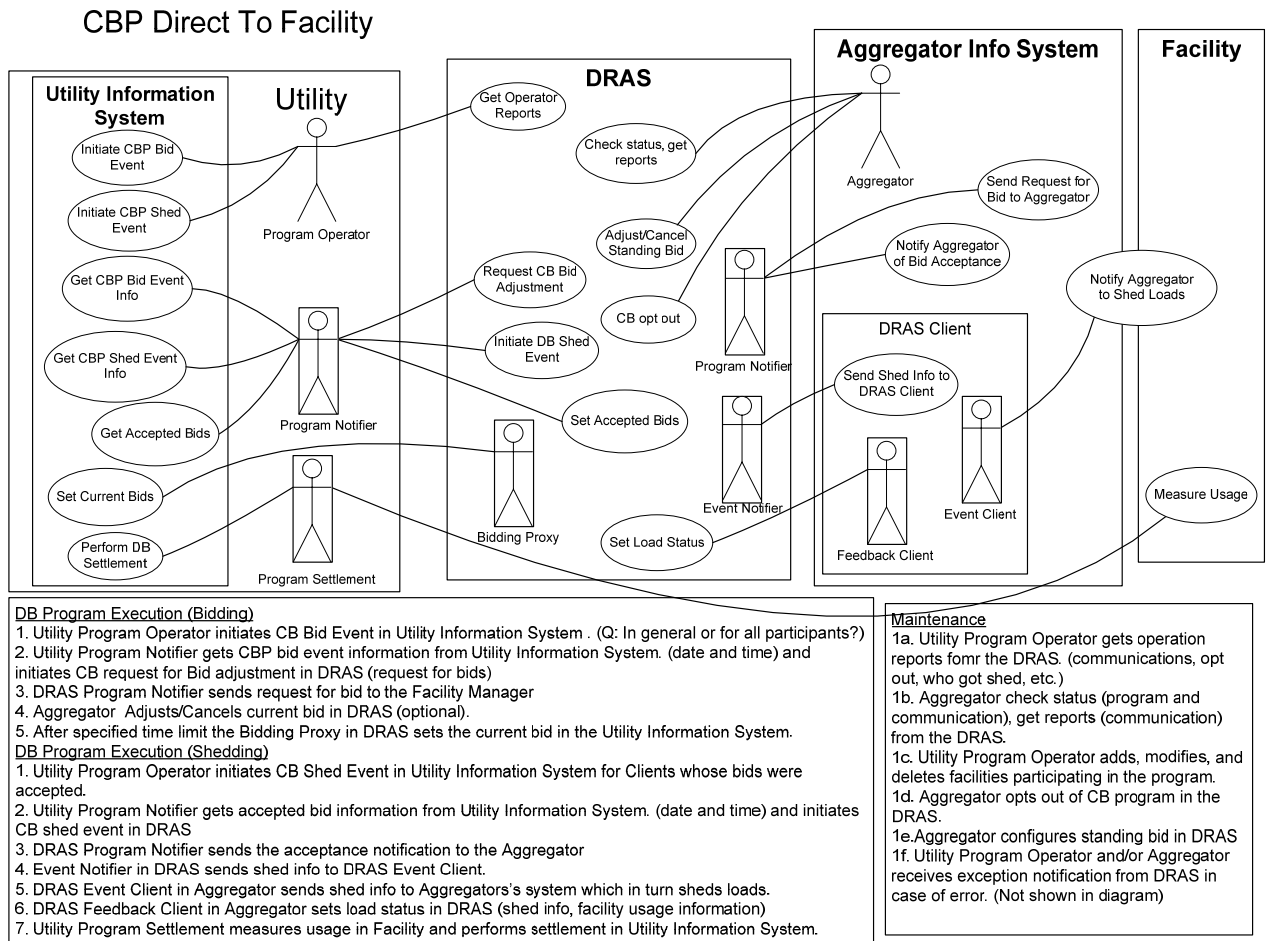 CBP Direct To Facility
Utility Information
System
Utility
Initiate CBP Bid
Event
Initiate CBP Shed
Event
Program Operator
Get CBP Bid Event
Info
Get CBP Shed Event
Info
Get Accepted Bids
Program Notifier
Set Current Bids
Perform DB
Settlement
Program Settlement
DRAS
Get Operator
Reports
Check status, get
reports
Adjust/Cancel
Standing Bid
Request CB Bid
Adjustment
CB opt out
Initiate DB Shed
Event
Program Notifier
Set Accepted Bids
Bidding Proxy
Event Notifier
Set Load Status
Aggregator Info System
Aggregator
Send Request for
Bid to Aggregator
Notify Aggregator
of Bid Acceptance
Notify Aggregator
to Shed Loads
DRAS Client
Send Shed Info to
DRAS Client
Event Client
Feedback Client
Facility
Measure Usage
DB Program Execution (Bidding)
1. Utility Program Operator initiates CB Bid Event in Utility Information System . (Q: In general or for all participants?)
2. Utility Program Notifier gets CBP bid event information from Utility Information System. (date and time) and
initiates CB request for Bid adjustment in DRAS (request for bids)
3. DRAS Program Notifier sends request for bid to the Facility Manager
4. Aggregator Adjusts/Cancels current bid in DRAS (optional).
5. After specified time limit the Bidding Proxy in DRAS sets the current bid in the Utility Information System.
DB Program Execution (Shedding)
1. Utility Program Operator initiates CB Shed Event in Utility Information System for Clients whose bids were
accepted.
2. Utility Program Notifier gets accepted bid information from Utility Information System. (date and time) and initiates
CB shed event in DRAS
3. DRAS Program Notifier sends the acceptance notification to the Aggregator
4. Event Notifier in DRAS sends shed info to DRAS Event Client.
5. DRAS Event Client in Aggregator sends shed info to Aggregators's system which in turn sheds loads.
6. DRAS Feedback Client in Aggregator sets load status in DRAS (shed info, facility usage information)
7. Utility Program Settlement measures usage in Facility and performs settlement in Utility Information System.
Maintenance
1a. Utility Program Operator gets operation
reports fomr the DRAS. (communications, opt
out, who got shed, etc.)
1b. Aggregator check status (program and
communication), get reports (communication)
from the DRAS.
1c. Utility Program Operator adds, modifies, and
deletes facilities participating in the program.
1d. Aggregator opts out of CB program in the
DRAS.
1e.Aggregator configures standing bid in DRAS
1f. Utility Program Operator and/or Aggregator
receives exception notification from DRAS in
case of error. (Not shown in diagram)